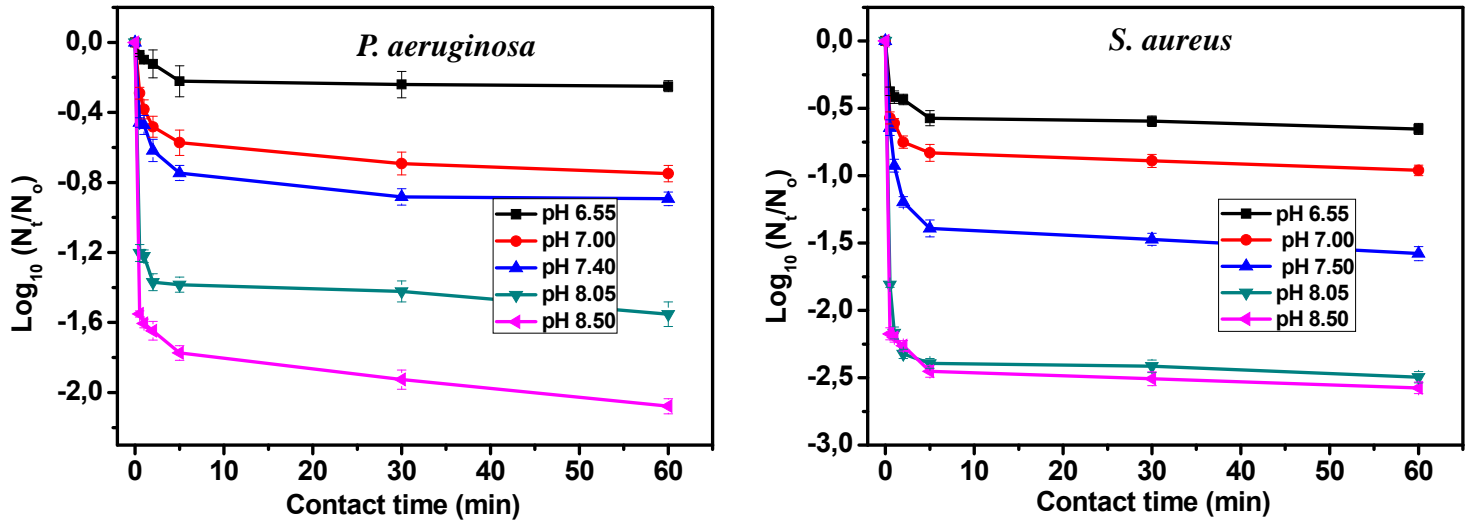 P. aeruginosa
0,0
-0,4
-0,8
-1,2
-1,6
-2,0
Log10 (Nt/No)
pH 6.55
pH 7.00
pH 7.40
pH 8.05
pH 8.50
0 10 20 30 40 50 60
Contact time (min)
S. aureus
0,0
-0,5
-1,0
-1,5
-2,0
-2,5
-3,0
Log10 (Nt/No)
pH 6.55
pH 7.00
pH 7.50
pH 8.05
pH 8.50
0 10 20 30 40 50 60
Contact time (min)